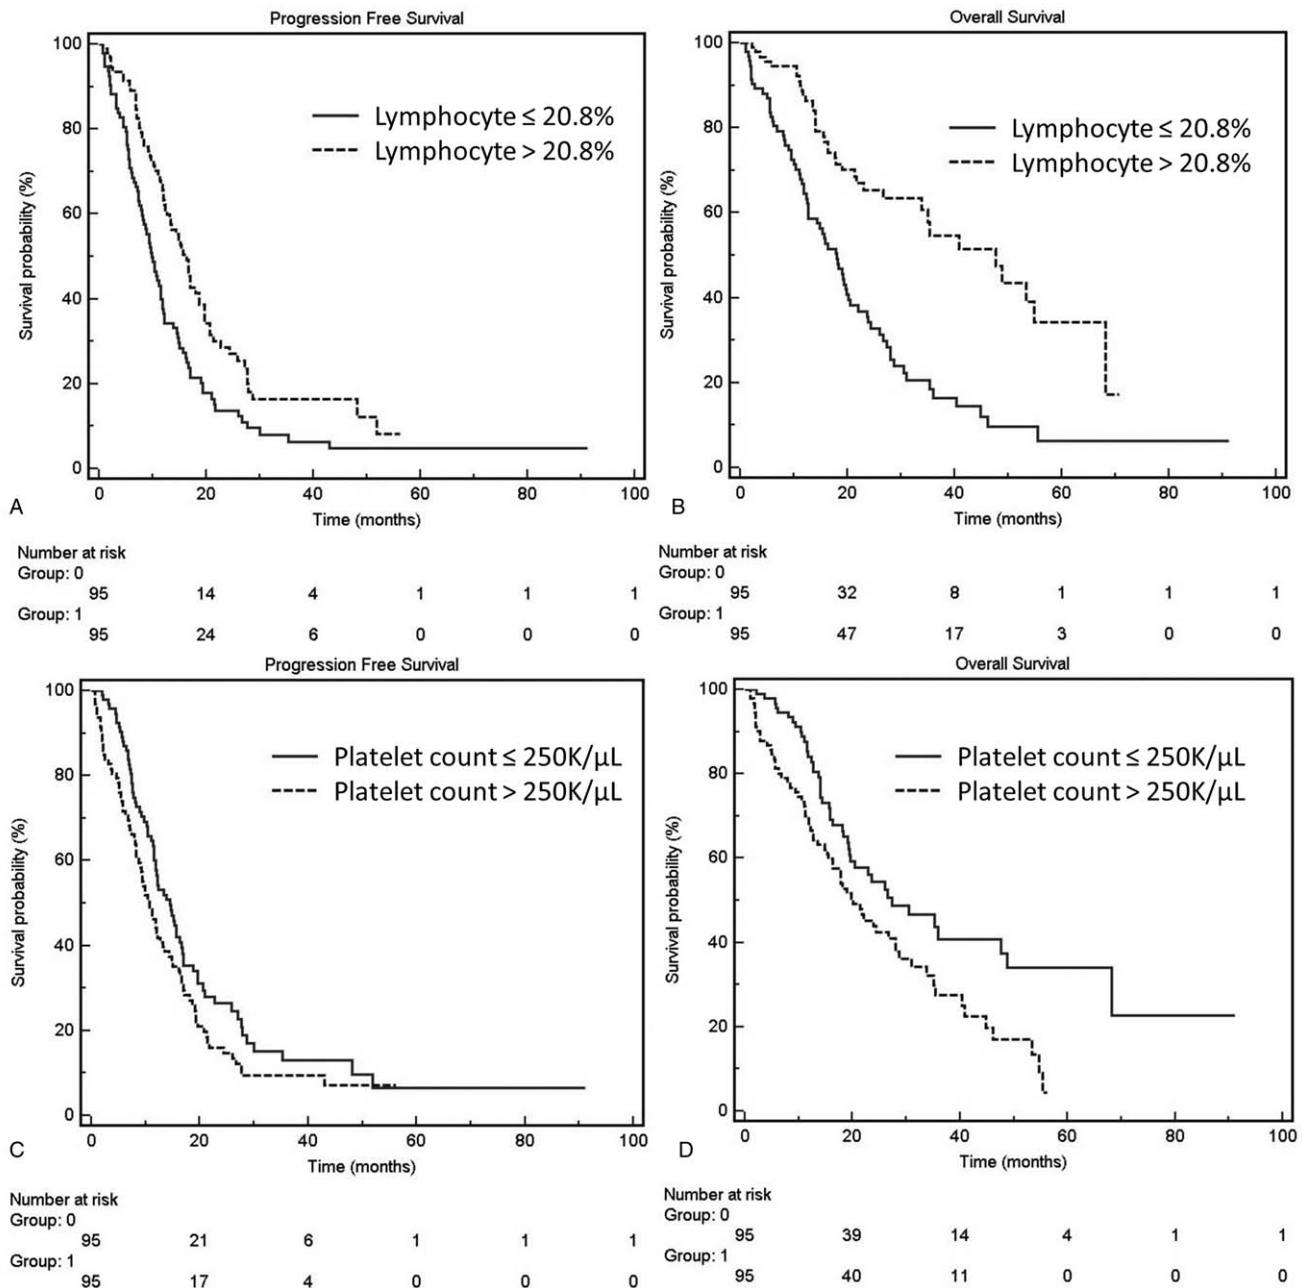 Progression Free Survival
100
80
60
40
20
0
Survival probability (%)
Lymphocyte ≤ 20.8%
Lymphocyte > 20.8%
0 20 40 60 80 100
Time (months)
A
Number at risk
Group: 0
95 14 4 1 1 1
Group: 1
95 24 6 0 0 0
Overall Survival
100
80
60
40
20
0
Survival probability (%)
Lymphocyte ≤ 20.8%
Lymphocyte > 20.8%
0 20 40 60 80 100
Time (months)
B
Number at risk
Group: 0
95 32 8 1 1 1
Group: 1
95 47 17 3 0 0
Progression Free Survival
100
80
60
40
20
0
Survival probability (%)
Platelet count ≤ 250K/μL
Platelet count > 250K/μL
0 20 40 60 80 100
Time (months)
C
Number at risk
Group: 0
95 21 6 1 1 1
Group: 1
95 17 4 0 0 0
Overall Survival
100
80
60
40
20
0
Survival probability (%)
Platelet count ≤ 250K/μL
Platelet count > 250K/μL
0 20 40 60 80 100
Time (months)
D
Number at risk
Group: 0
95 39 14 4 1 1
Group: 1
95 40 11 0 0 0